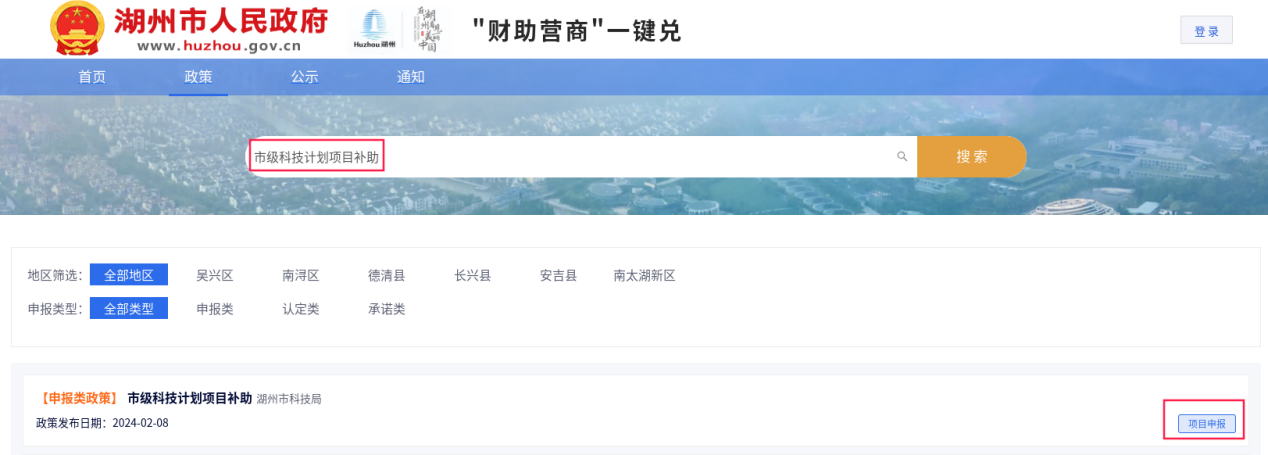 湖州市人民政府
www.huzhou.gov.cn
Huzhou 湖州
"财助营商"一键兑
登 录
首页 政策 公示 通知
市级科技计划项目补助
搜 索
地区筛选: 全部地区 吴兴区 南浔区 德清县 长兴县 安吉县 南太湖新区
申报类型: 全部类型 申报类 认定类 承诺类
【申报类政策】 市级科技计划项目补助 湖州市科技局
政策发布日期: 2024-02-08
项目申报